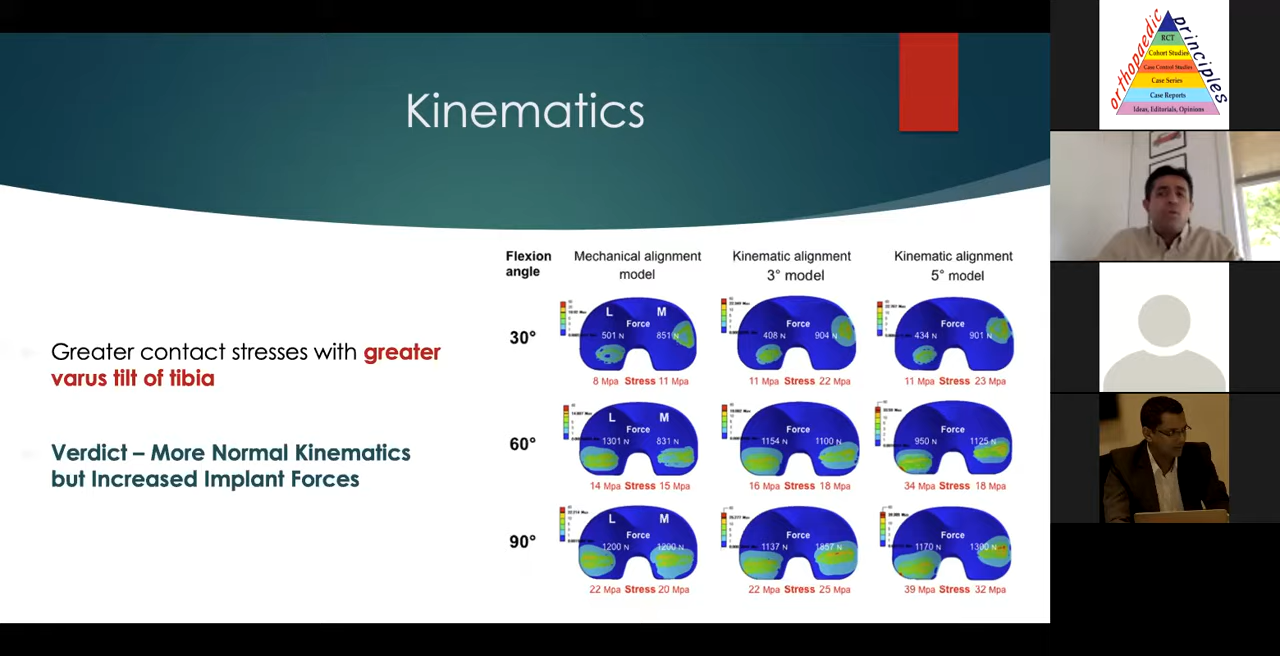 Kinematics
Greater contact stresses with greater
varus tilt of tibia
Verdict – More Normal Kinematics
but Increased Implant Forces
Flexion
angle
Mechanical alignment
model
Kinematic alignment
3° model
Kinematic alignment
5° model
30°
L M
Force
501 N 851 N
8 Mpa Stress 11 Mpa
Force
408 N 904 N
11 Mpa Stress 22 Mpa
Force
434 N 901 N
11 Mpa Stress 23 Mpa
60°
L M
Force
1301 N 831 N
14 Mpa Stress 15 Mpa
Force
1154 N 1100 N
16 Mpa Stress 18 Mpa
Force
950 N 1125 N
34 Mpa Stress 18 Mpa
90°
L M
Force
1200 N 1200 N
22 Mpa Stress 20 Mpa
Force
1137 N 1857 N
22 Mpa Stress 25 Mpa
Force
1170 N 1300 N
39 Mpa Stress 32 Mpa
orthopaedic principles
RCT
Cohort Studies
Case Control Studies
Case Series
Case Reports
Ideas, Editorials, Opinions